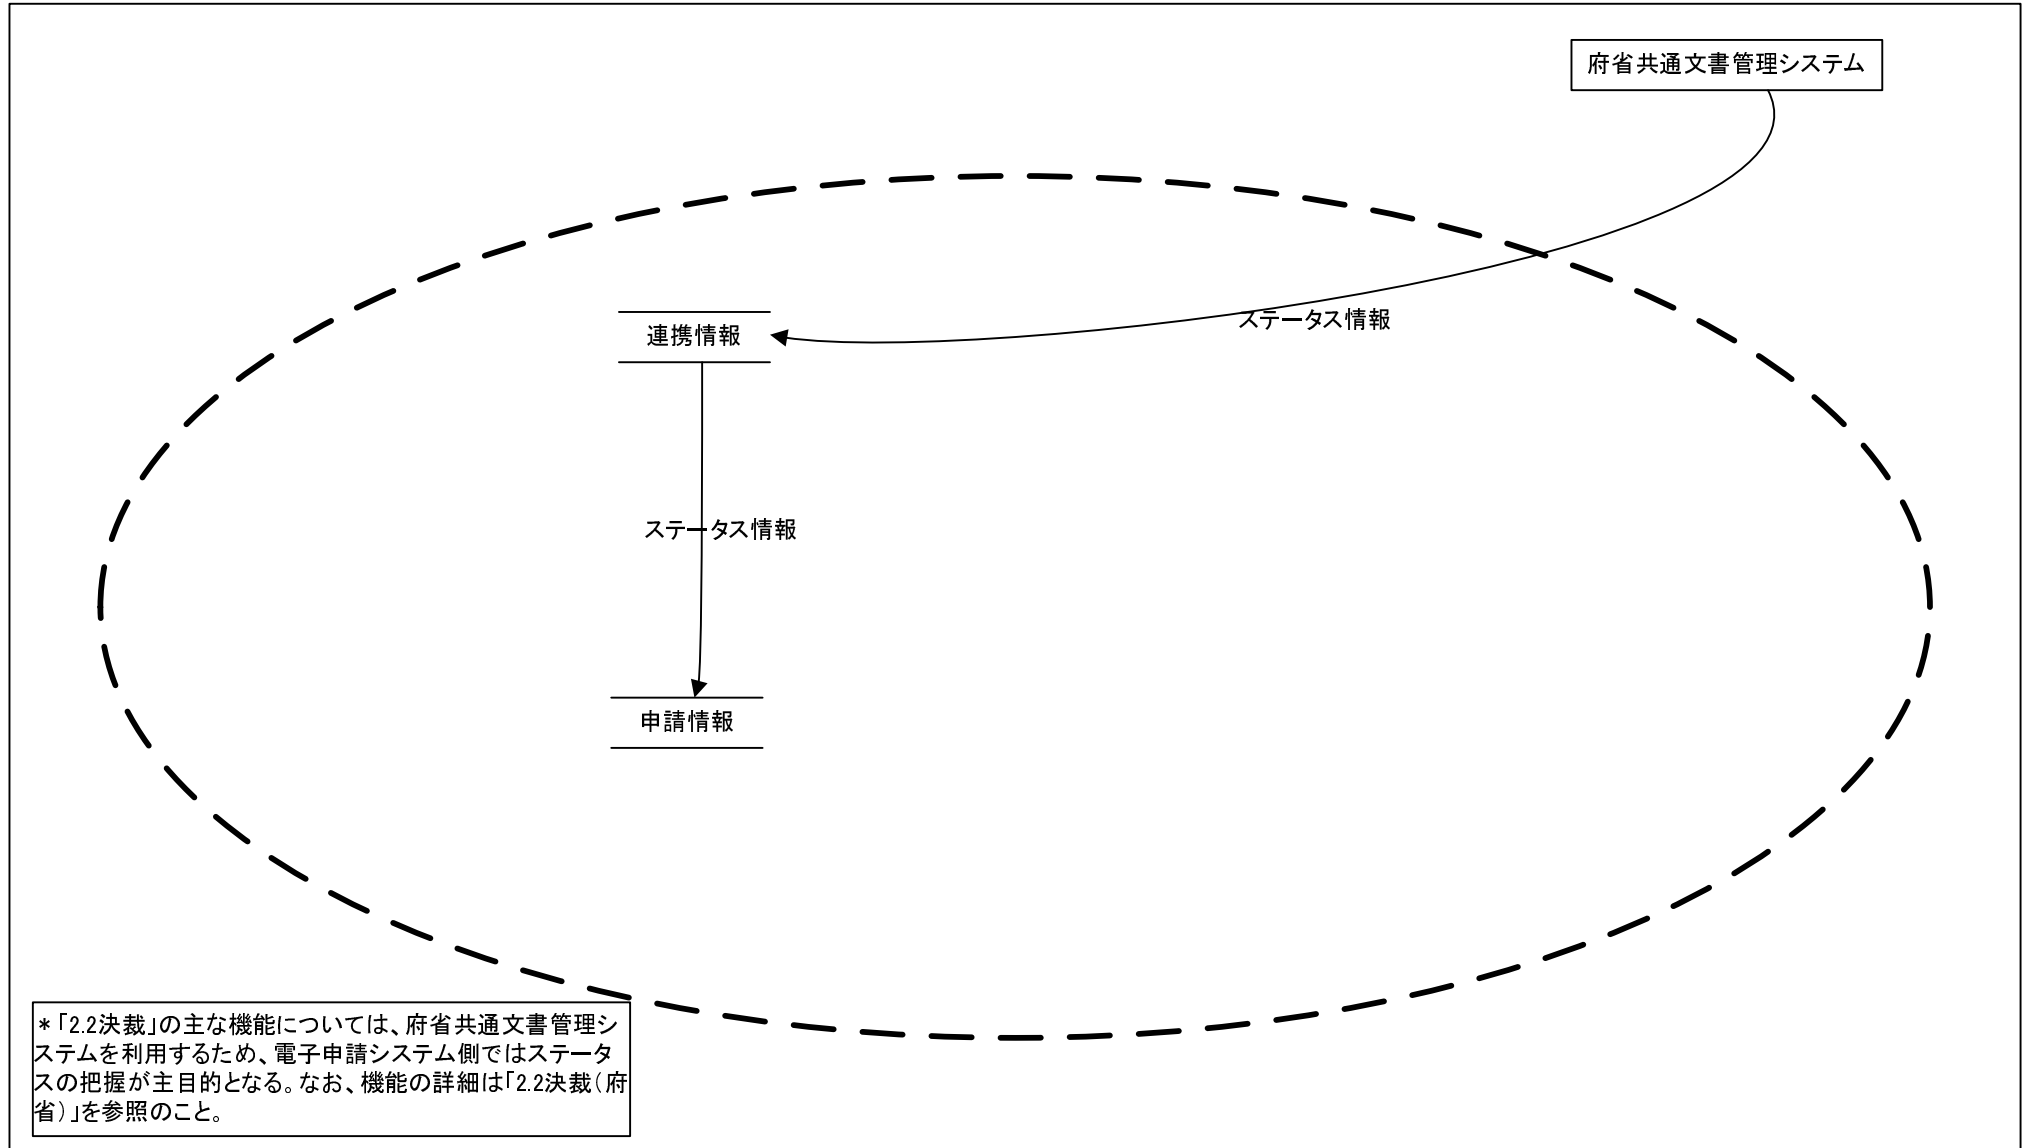 府省共通文書管理システム
ステータス情報
連携情報
ステータス情報
申請情報
*「2.2決裁」の主な機能については、府省共通文書管理シ
ステムを利用するため、電子申請システム側ではステータ
スの把握が主目的となる。なお、機能の詳細は「2.2決裁(府
省)」を参照のこと。